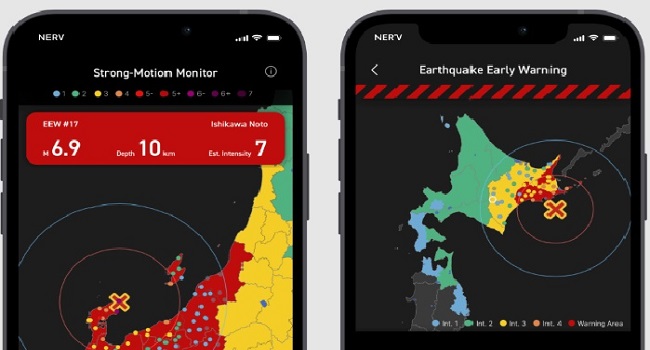 NERV
Strong-Motion Monitor
1 2 3 4 5- 5+ 6- 6+ 7
EEW #17 Ishikawa Noto
M 6.9 Depth 10 km Est. Intensity 7
NERV
Earthquake Early Warning
Int. 1 Int. 2 Int. 3 Int. 4 Warning Area